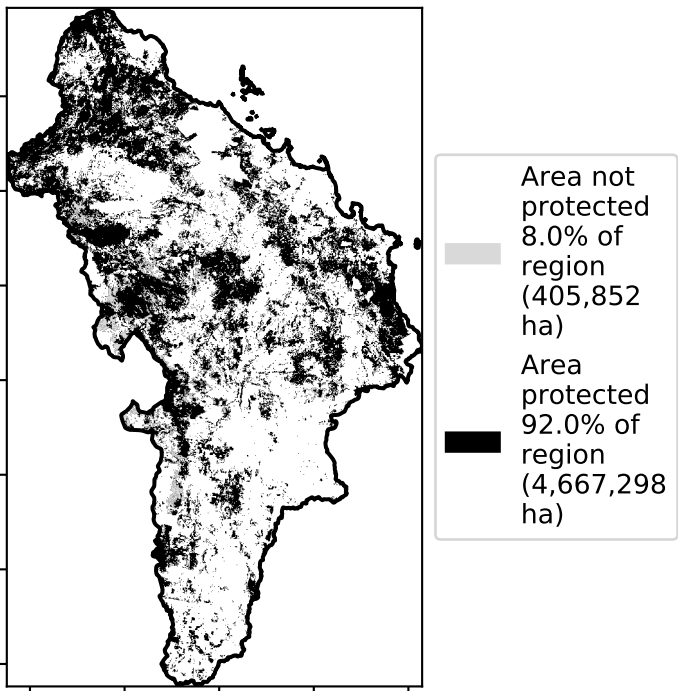 Area not
protected
8.0% of
region
(405,852
ha)
Area
protected
92.0% of
region
(4,667,298
ha)